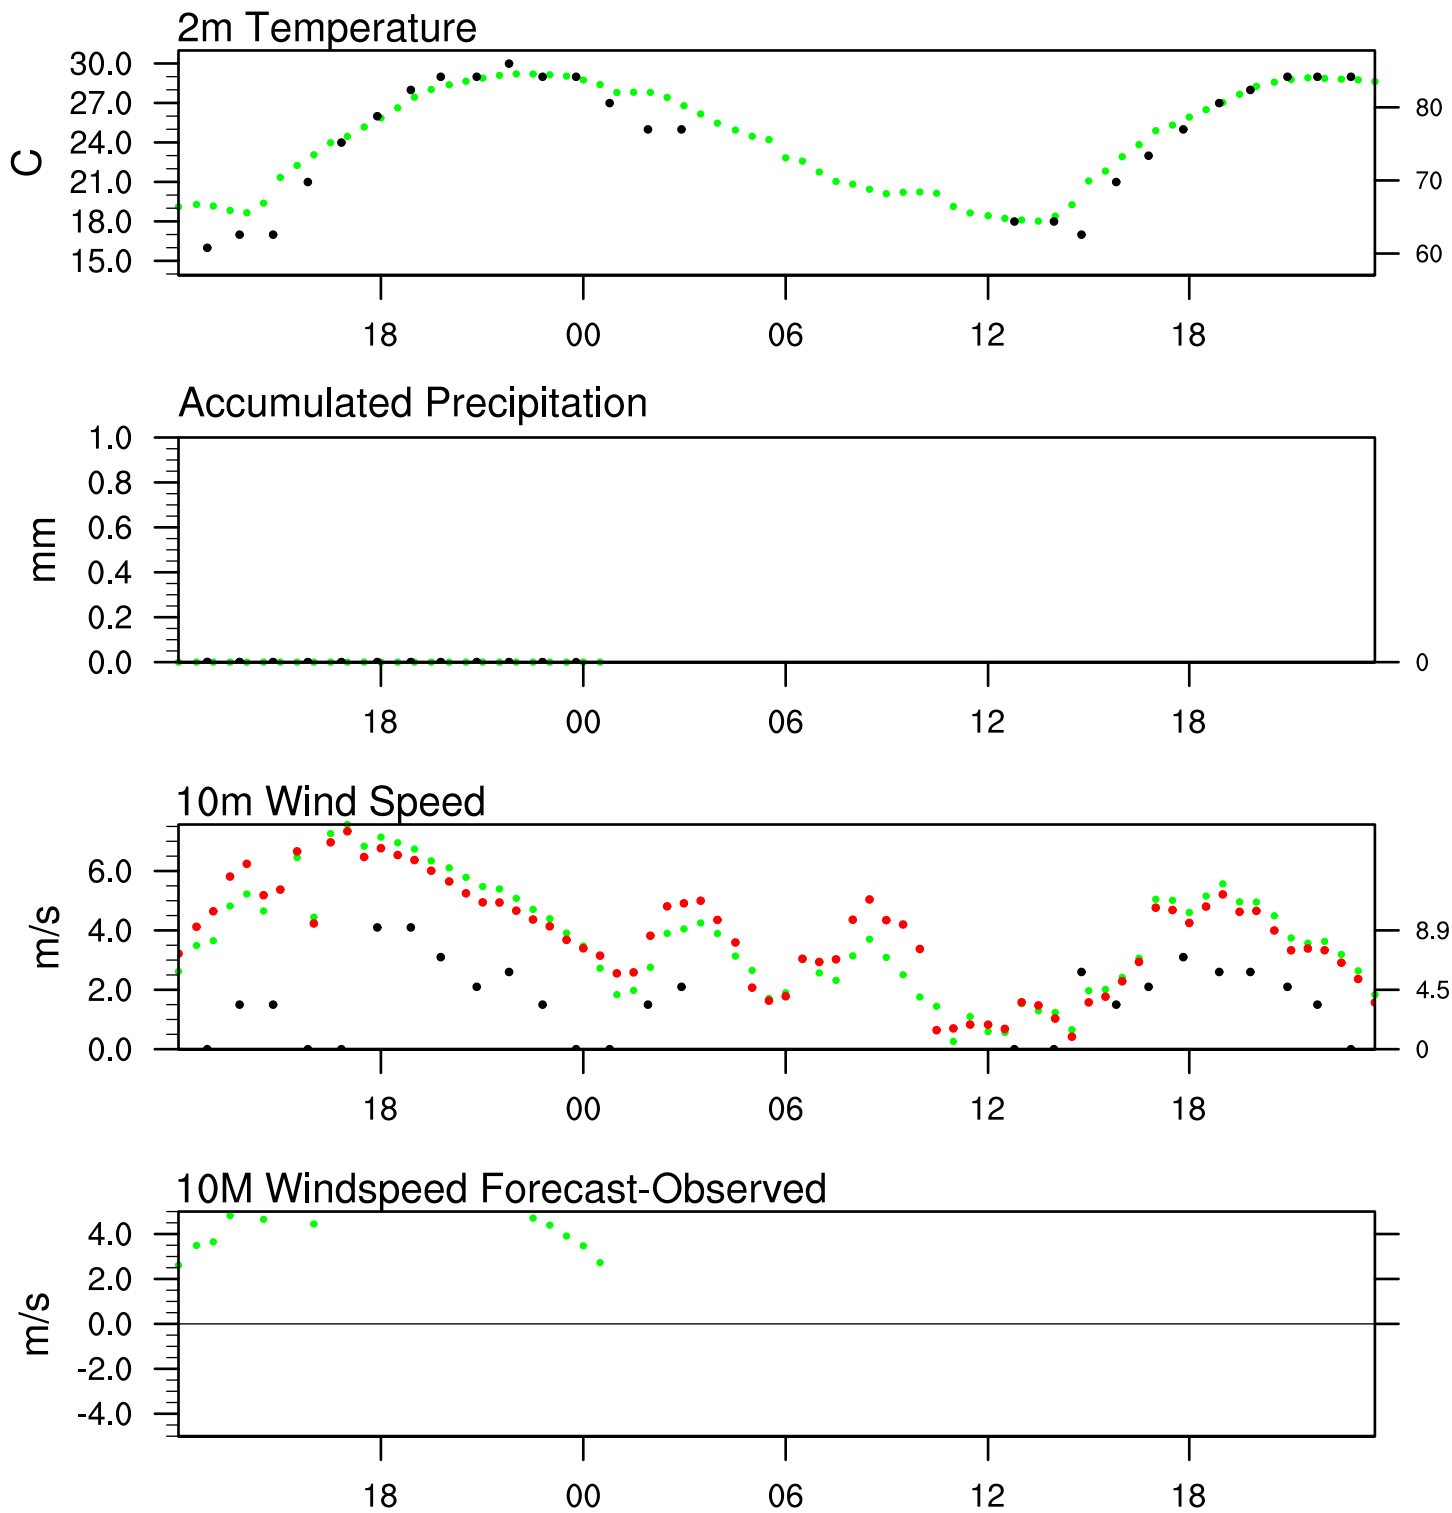 2m Temperature
30.0
27.0
24.0
21.0
18.0
15.0
C
80
70
60
18 00 06 12 18
Accumulated Precipitation
1.0
0.8
0.6
0.4
0.2
0.0
mm
0
18 00 06 12 18
10m Wind Speed
6.0
4.0
2.0
0.0
m/s
8.9
4.5
0
18 00 06 12 18
10M Windspeed Forecast-Observed
4.0
2.0
0.0
-2.0
-4.0
m/s
18 00 06 12 18